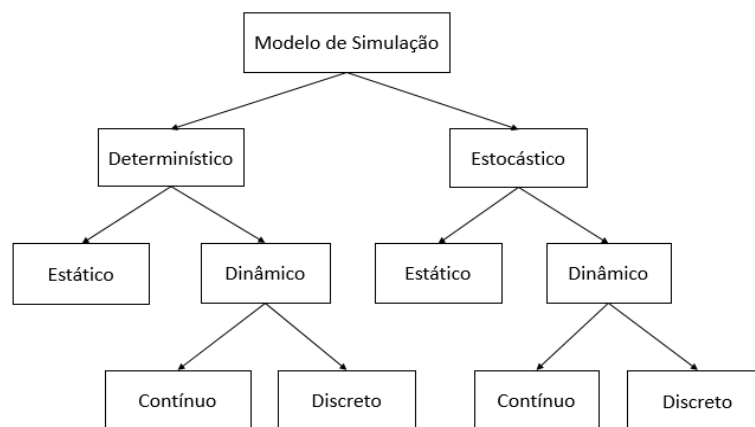 Modelo de Simulação
Determinístico
Estocástico
Estático
Dinâmico
Estático
Dinâmico
Contínuo
Discreto
Contínuo
Discreto